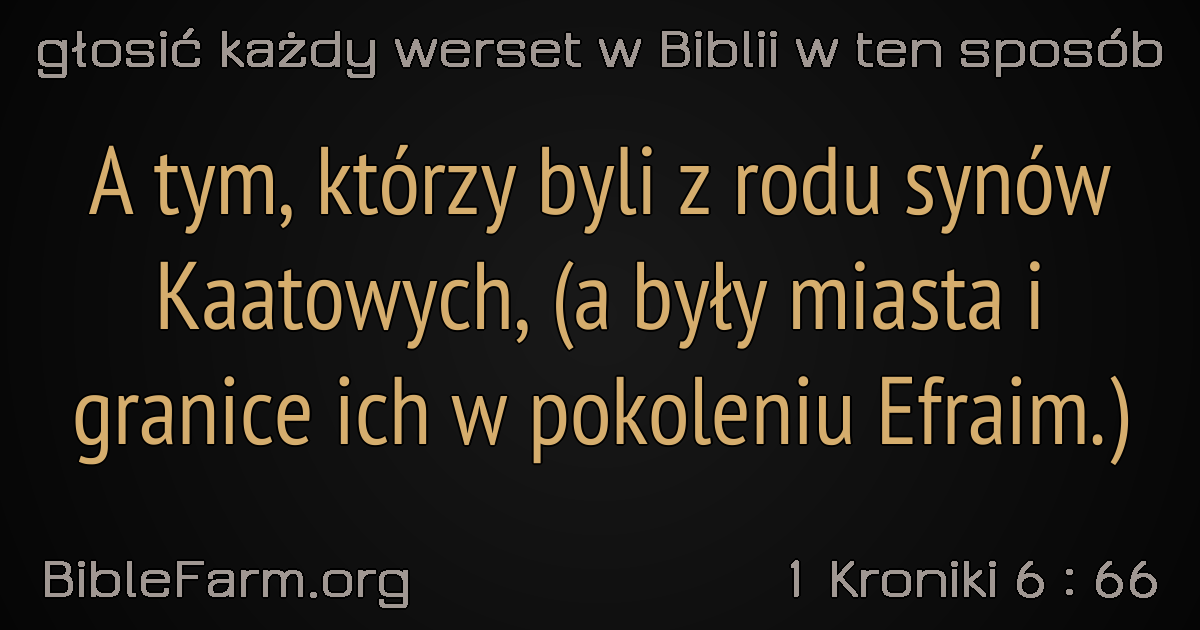 głosić każdy werset w Biblii w ten sposób
A tym, którzy byli z rodu synów
Kaatowych, (a były miasta i
granice ich w pokoleniu Efraim.)
BibleFarm.org
1 Kroniki 6 : 66